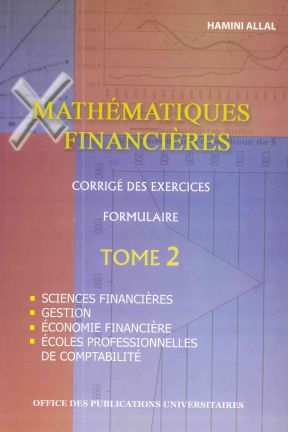 HAMINI ALLAL
MATHÉMATIQUES
FINANCIÈRES
CORRIGÉ DES EXERCICES
FORMULAIRE
TOME 2
SCIENCES FINANCIÈRES
GESTION
ÉCONOMIE FINANCIÈRE
ÉCOLES PROFESSIONNELLES
DE COMPTABILITÉ
OFFICE DES PUBLICATIONS UNIVERSITAIRES